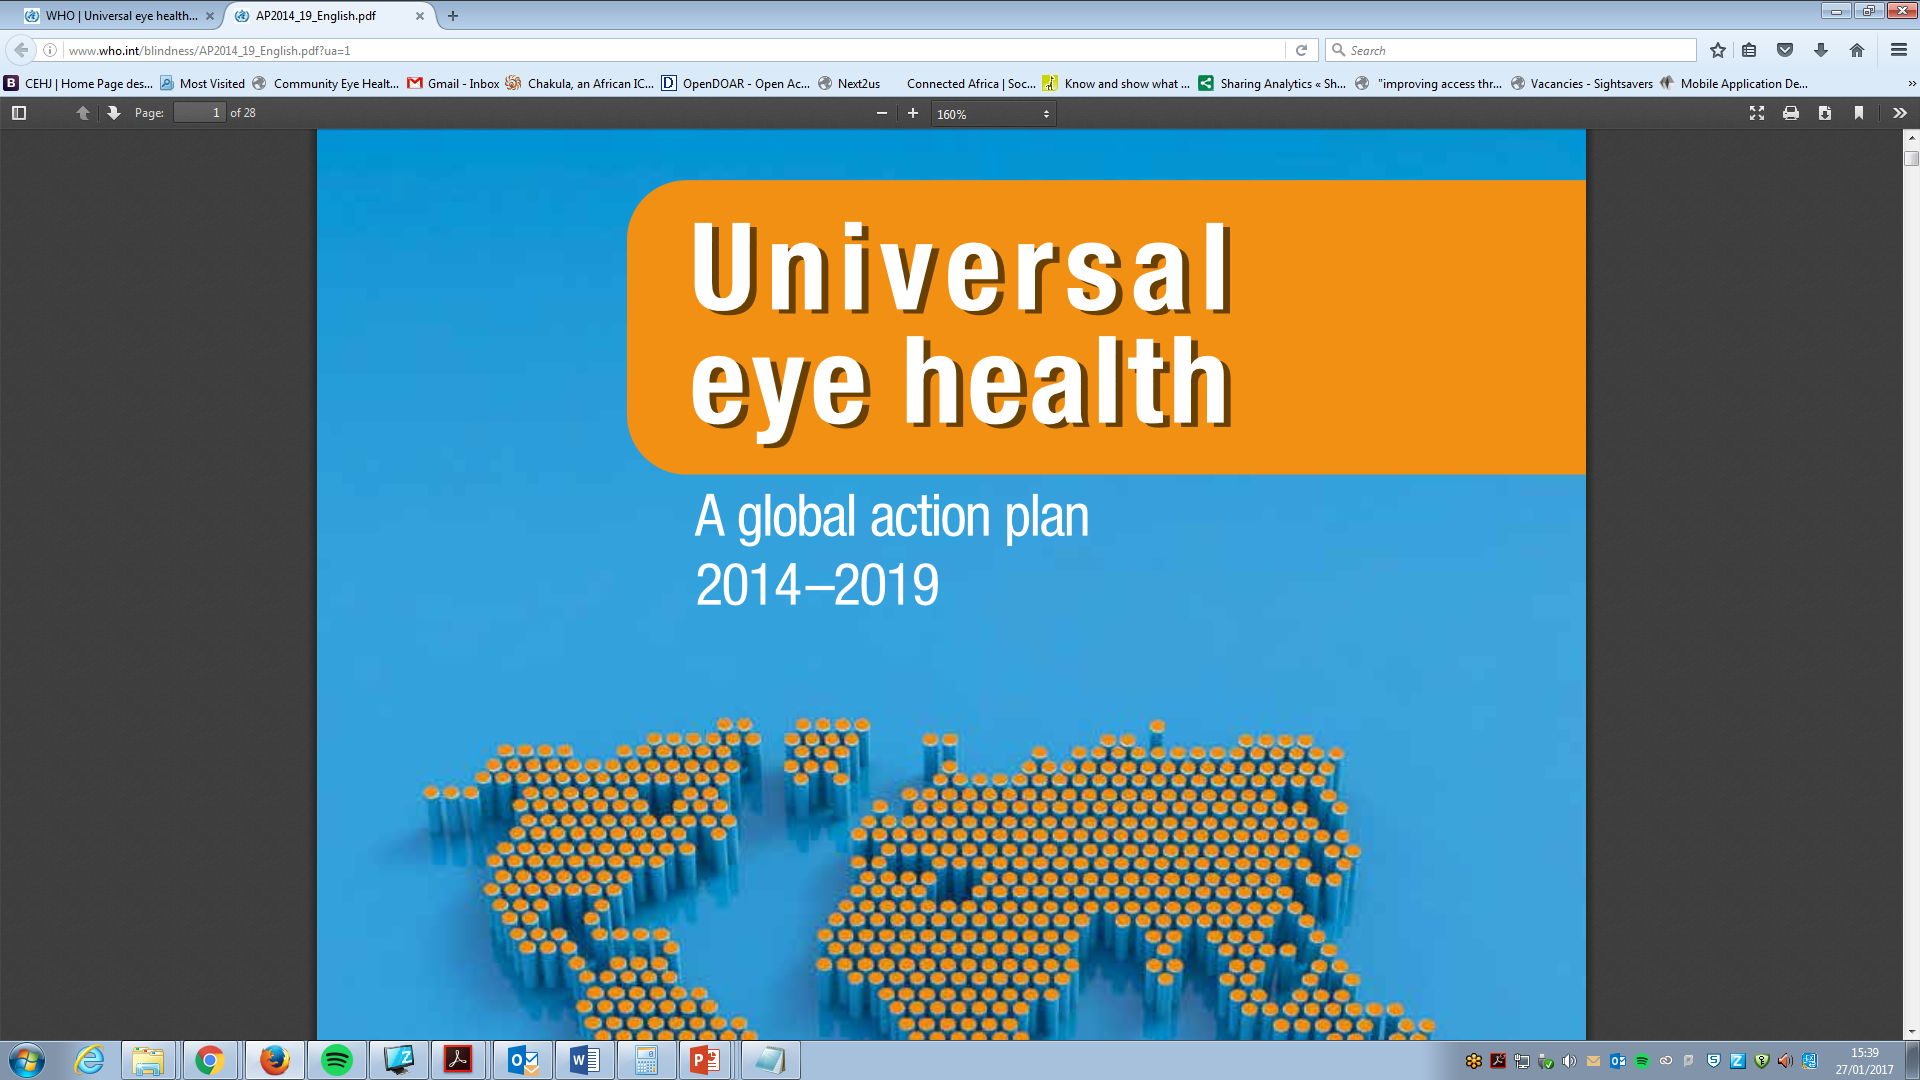 WHO | Universal eye health...
AP2014_19_English.pdf
www.who.int/blindness/AP2014_19_English.pdf?ua=1
Search
CEHJ | Home Page des...
Most Visited
Community Eye Healt...
Gmail - Inbox
Chakula, an African IC...
OpenDOAR - Open Ac...
Next2us
Connected Africa | Soc...
Know and show what ...
Sharing Analytics « Sh...
"improving access thr...
Vacancies - Sightsavers
Mobile Application De...
Page: 1 of 28
160%
Universal
eye health
A global action plan
2014–2019
15:39
27/01/2017